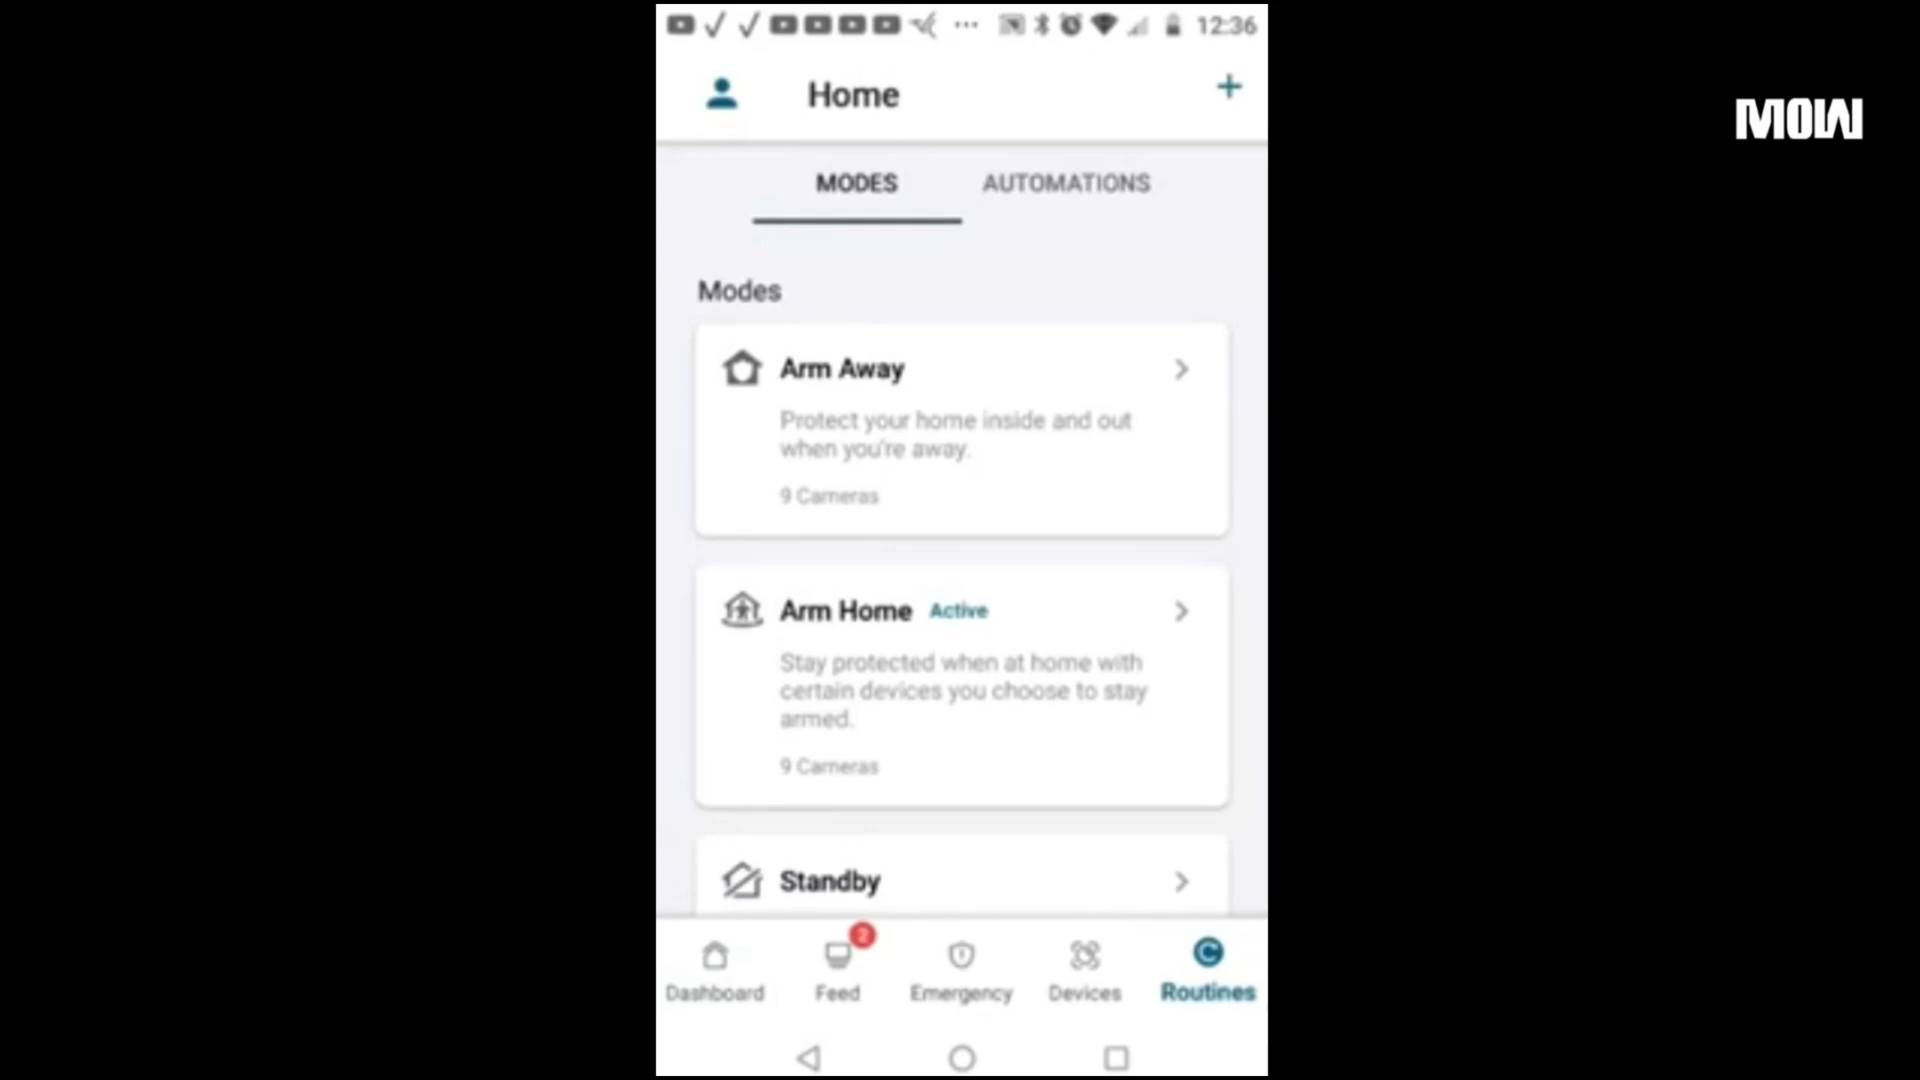 12:36
Home
MOW
MODES AUTOMATIONS
Modes
Arm Away
Protect your home inside and out
when you're away.
9 Cameras
Arm Home Active
Stay protected when at home with
certain devices you choose to stay
armed.
9 Cameras
Standby
2
Dashboard Feed Emergency Devices Routines